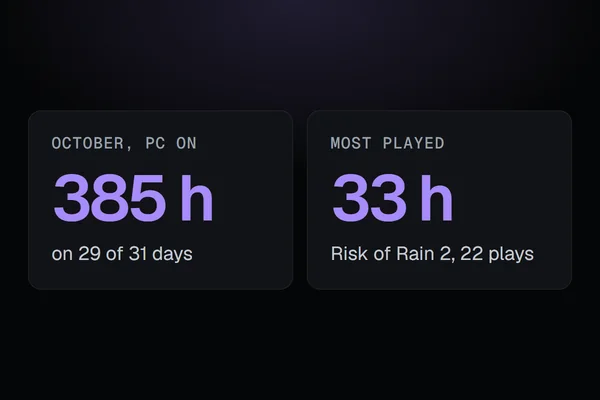 OCTOBER, PC ON
385 h
on 29 of 31 days
MOST PLAYED
33 h
Risk of Rain 2, 22 plays